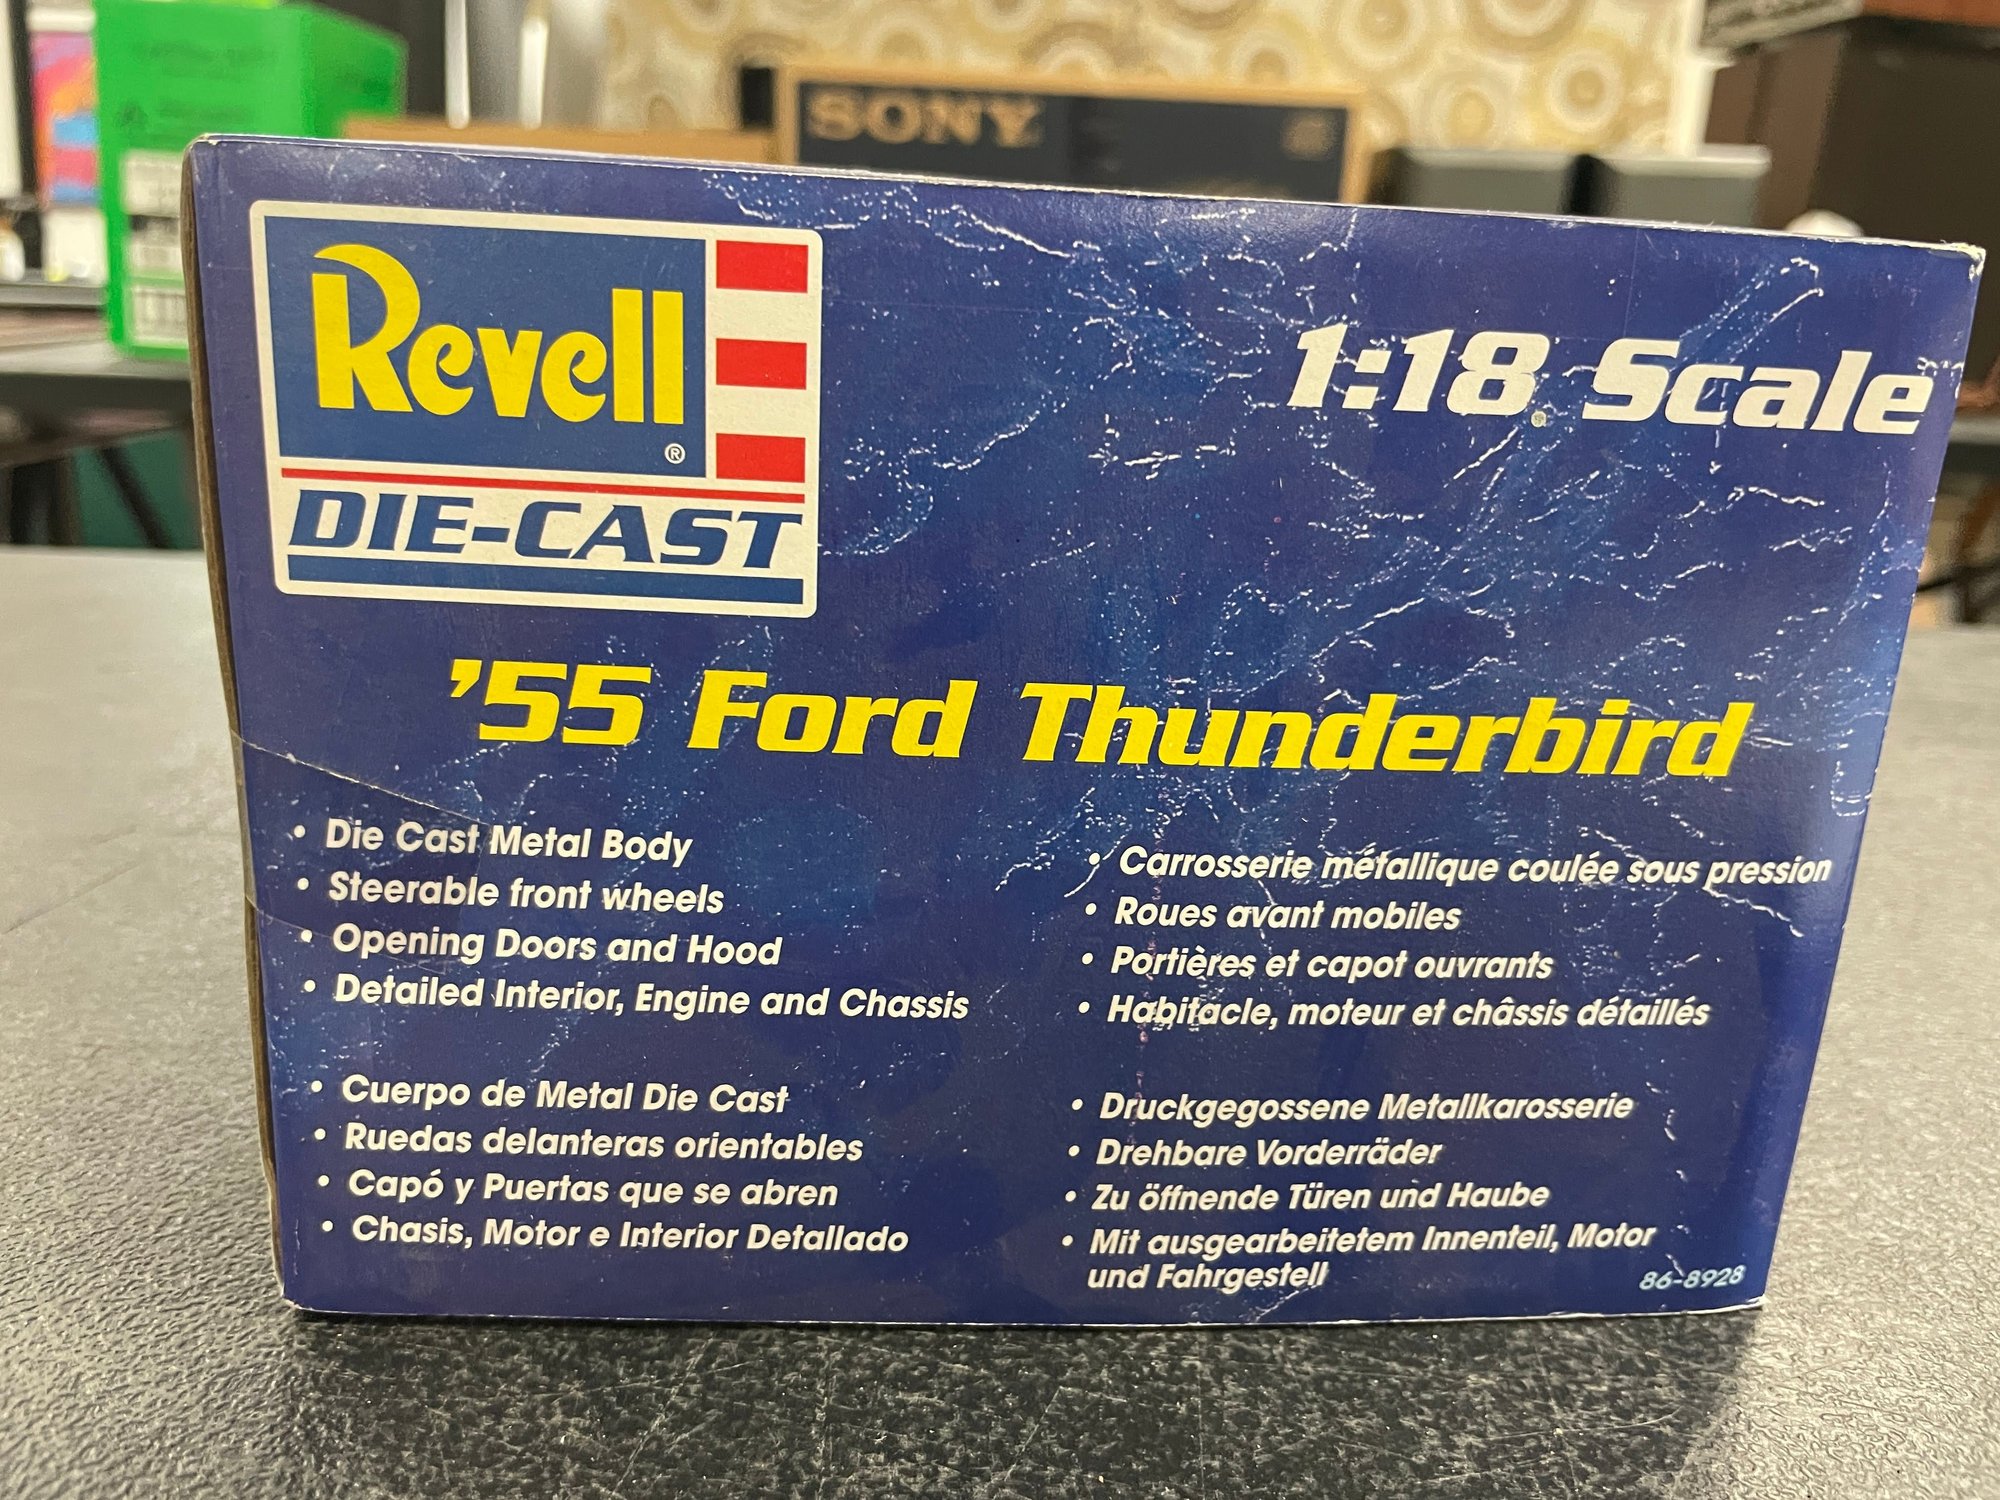 SONY
Revell
®
DIE-CAST
1:18 Scale
'55 Ford Thunderbird
• Die Cast Metal Body
• Steerable front wheels
• Opening Doors and Hood
• Detailed Interior, Engine and Chassis
• Carrosserie métallique coulée sous pression
• Roues avant mobiles
• Portières et capot ouvrants
• Habitacle, moteur et châssis détaillés
• Cuerpo de Metal Die Cast
• Ruedas delanteras orientables
• Capó y Puertas que se abren
• Chasis, Motor e Interior Detallado
• Druckgegossene Metallkarosserie
• Drehbare Vorderräder
• Zu öffnende Türen und Haube
• Mit ausgearbeitetem Innenteil, Motor
und Fahrgestell
86-8928